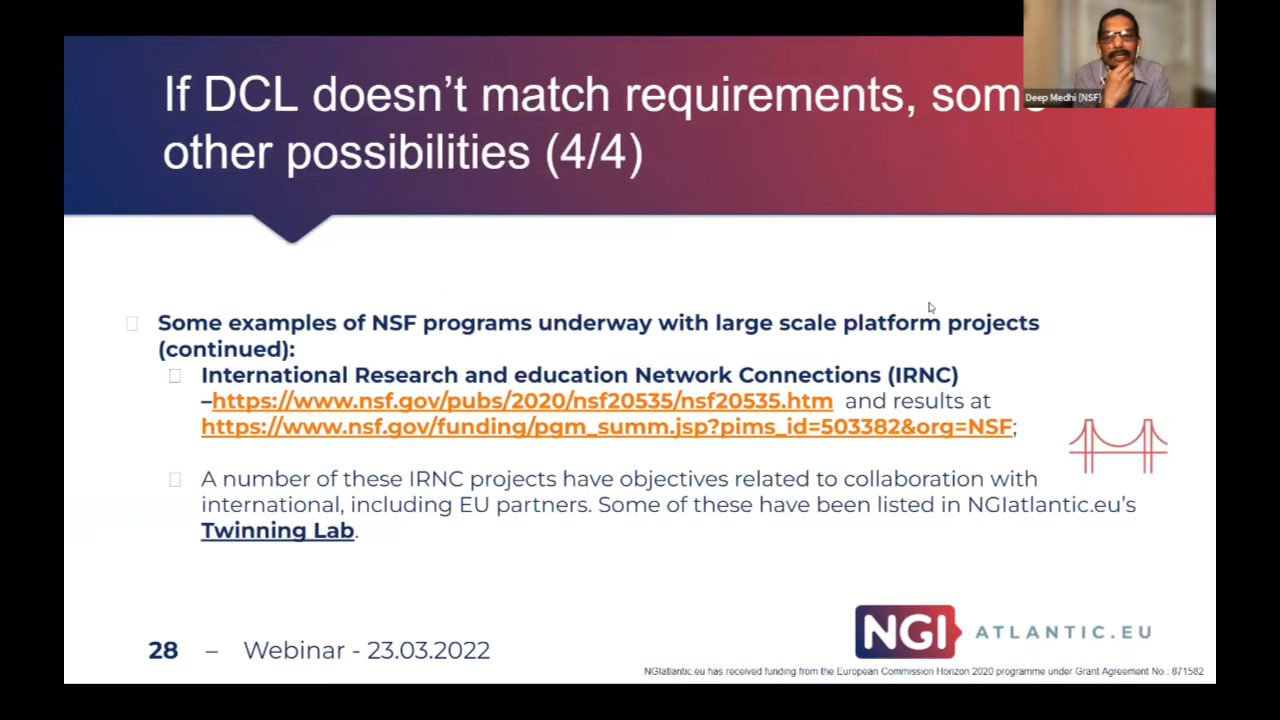 If DCL doesn't match requirements, some
other possibilities (4/4)
Deep Medhi (NSF)
Some examples of NSF programs underway with large scale platform projects
(continued):
International Research and education Network Connections (IRNC)
–https://www.nsf.gov/pubs/2020/nsf20535/nsf20535.htm and results at
https://www.nsf.gov/funding/pgm_summ.jsp?pims_id=503382&org=NSF;
A number of these IRNC projects have objectives related to collaboration with
international, including EU partners. Some of these have been listed in NGIatlantic.eu's
Twinning Lab.
NGI ATLANTIC.EU
28 – Webinar - 23.03.2022
NGIatlantic.eu has received funding from the European Commission Horizon 2020 programme under Grant Agreement No.: 871582